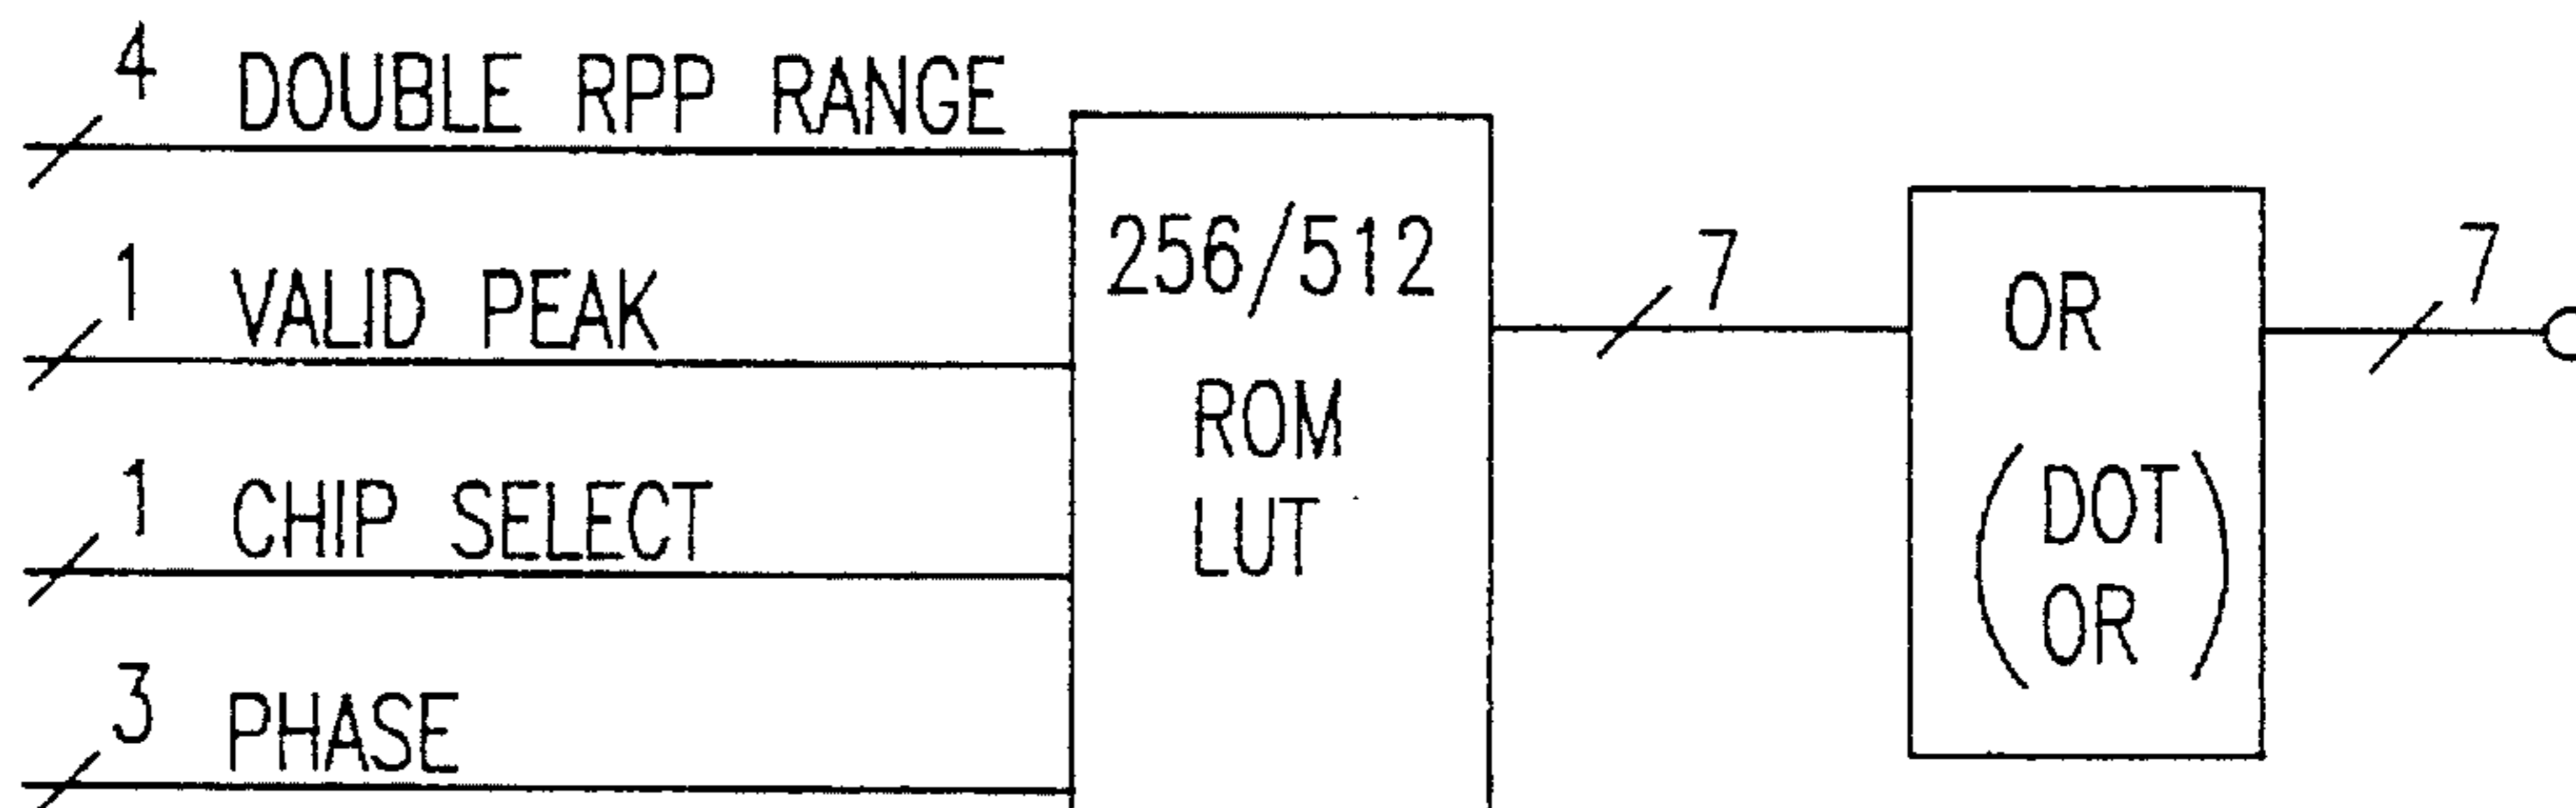 4 DOUBLE RPP RANGE
1 VALID PEAK
1 CHIP SELECT
3 PHASE
256/512
ROM
LUT
7
OR
(DOT
OR)
7